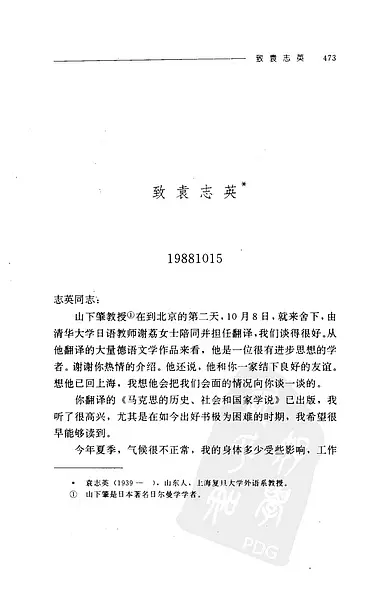 致袁志英 473
致袁志英*
19881015
志英同志：
山下肇教授①在到北京的第二天，10月8日，就来舍下，由
清华大学日语教师谢荔女士陪同并担任翻译，我们谈得很好。从
他翻译的大量德语文学作品来看，他是一位很有进步思想的学
者。谢谢你热情的介绍。他还说，他和你一家结下良好的友谊。
想他已回上海，我想他会把我们会面的情况向你谈一谈的。
你翻译的《马克思的历史、社会和国家学说》已出版，我
听了很高兴，尤其是在如今出好书极为困难的时期，我希望很
早能够读到。
今年夏季，气候很不正常，我的身体多少受些影响，工作
* 袁志英（1939— ），山东人，上海复旦大学外语系教授。
① 山下肇是日本著名日尔曼学学者。
PDG